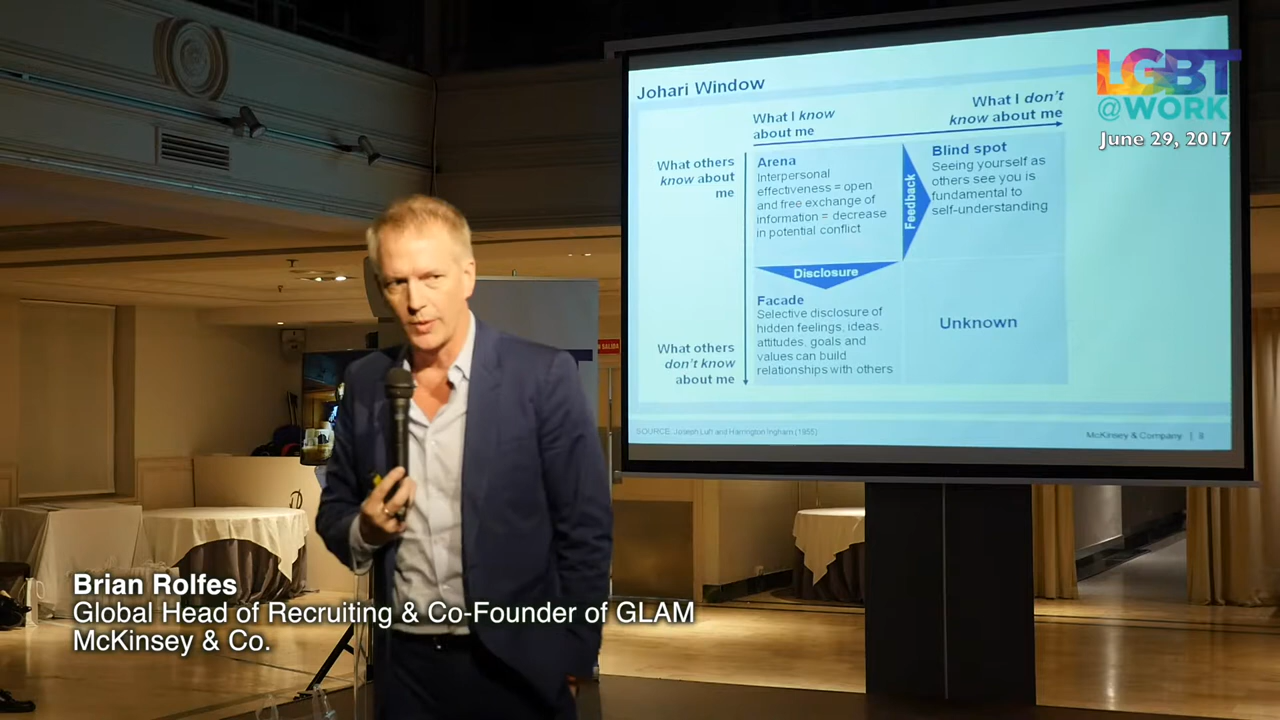 Johari Window
What I know
about me
What I don't
know about me
What others
know about
me
Arena
Interpersonal
effectiveness = open
and free exchange of
information = decrease
in potential conflict
Feedback
Blind spot
Seeing yourself as
others see you is
fundamental to
self-understanding
Disclosure
Facade
Selective disclosure of
hidden feelings, ideas,
attitudes, goals and
values can build
relationships with others
Unknown
What others
don't know
about me
SOURCE: Joseph Luft and Harrington Ingham (1955)
McKinsey & Company | 8
LGBT
@WORK
June 29, 2017
SALIDA
Brian Rolfes
Global Head of Recruiting & Co-Founder of GLAM
McKinsey & Co.